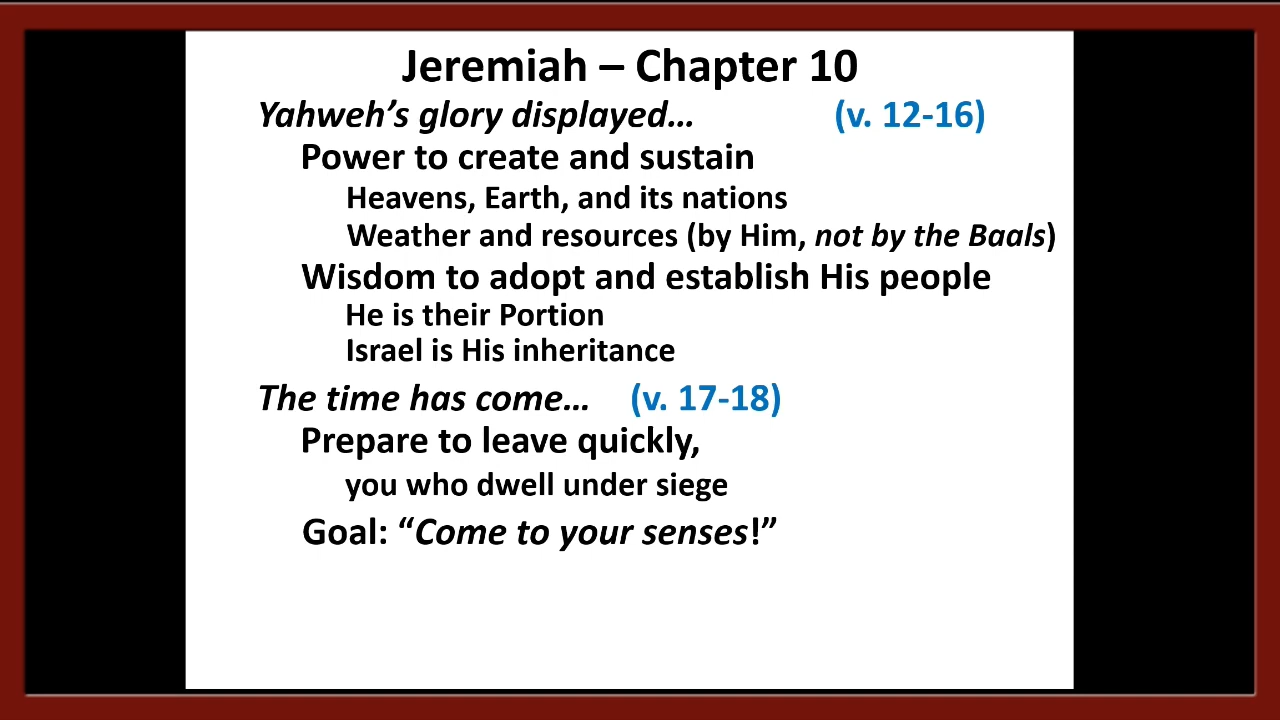 Jeremiah – Chapter 10
Yahweh’s glory displayed… (v. 12-16)
Power to create and sustain
Heavens, Earth, and its nations
Weather and resources (by Him, not by the Baals)
Wisdom to adopt and establish His people
He is their Portion
Israel is His inheritance
The time has come… (v. 17-18)
Prepare to leave quickly,
you who dwell under siege
Goal: “Come to your senses!”